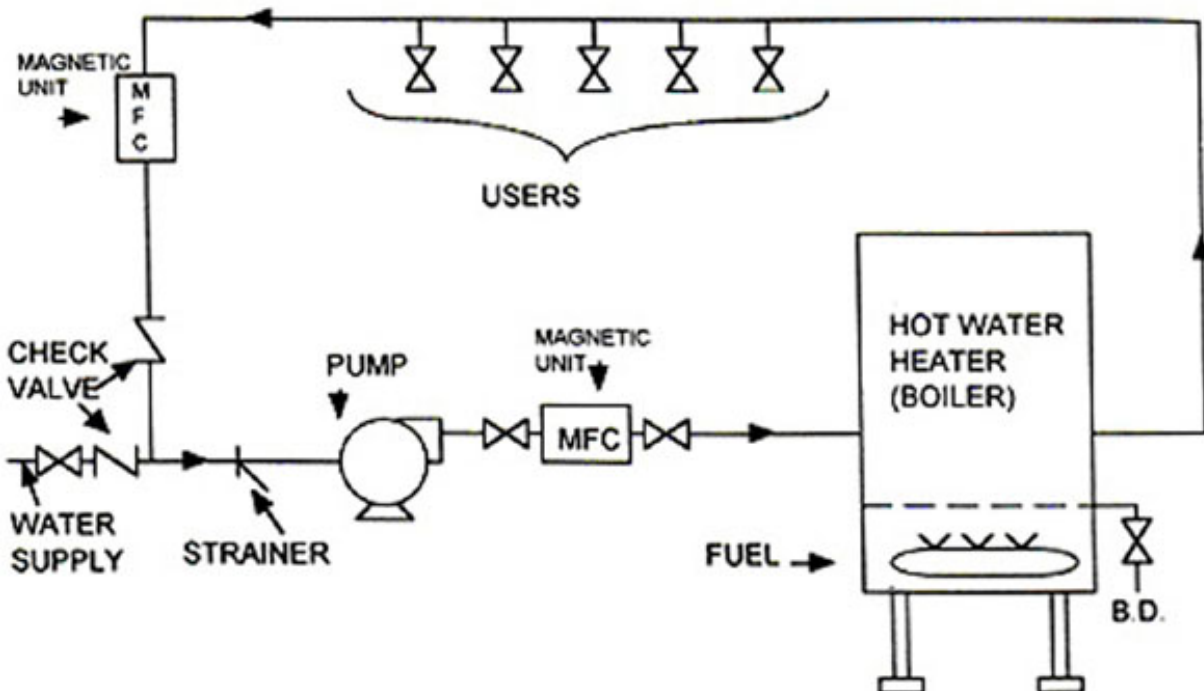 MAGNETIC
UNIT
M
F
C
USERS
CHECK
VALVE
WATER
SUPPLY
STRAINER
PUMP
MAGNETIC
UNIT
MFC
HOT WATER
HEATER
(BOILER)
FUEL
B.D.